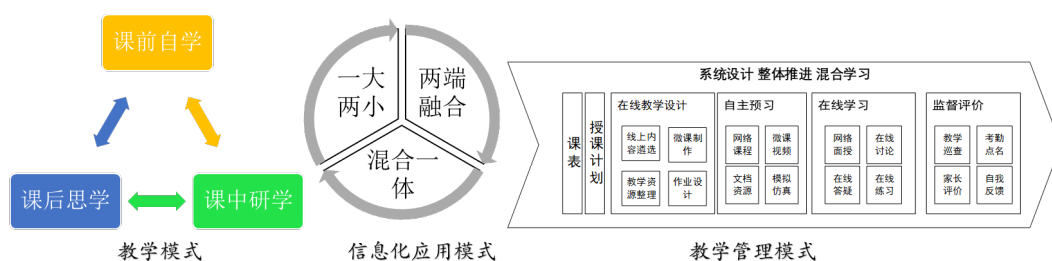 课前自学
课后思学
课中研学
教学模式
一大
两小
两端
融合
混合一
体
信息化应用模式
系统设计 整体推进 混合学习
课表
授课计划
在线教学设计
线上内
容遴选
微课制
作
教学资
源整理
作业设
计
自主预习
网络
课程
微课
视频
文档
资源
模拟
仿真
在线学习
网络
面授
在线
讨论
在线
答疑
在线
练习
监督评价
教学
巡查
考勤
点名
家长
评价
自我
反馈
教学管理模式